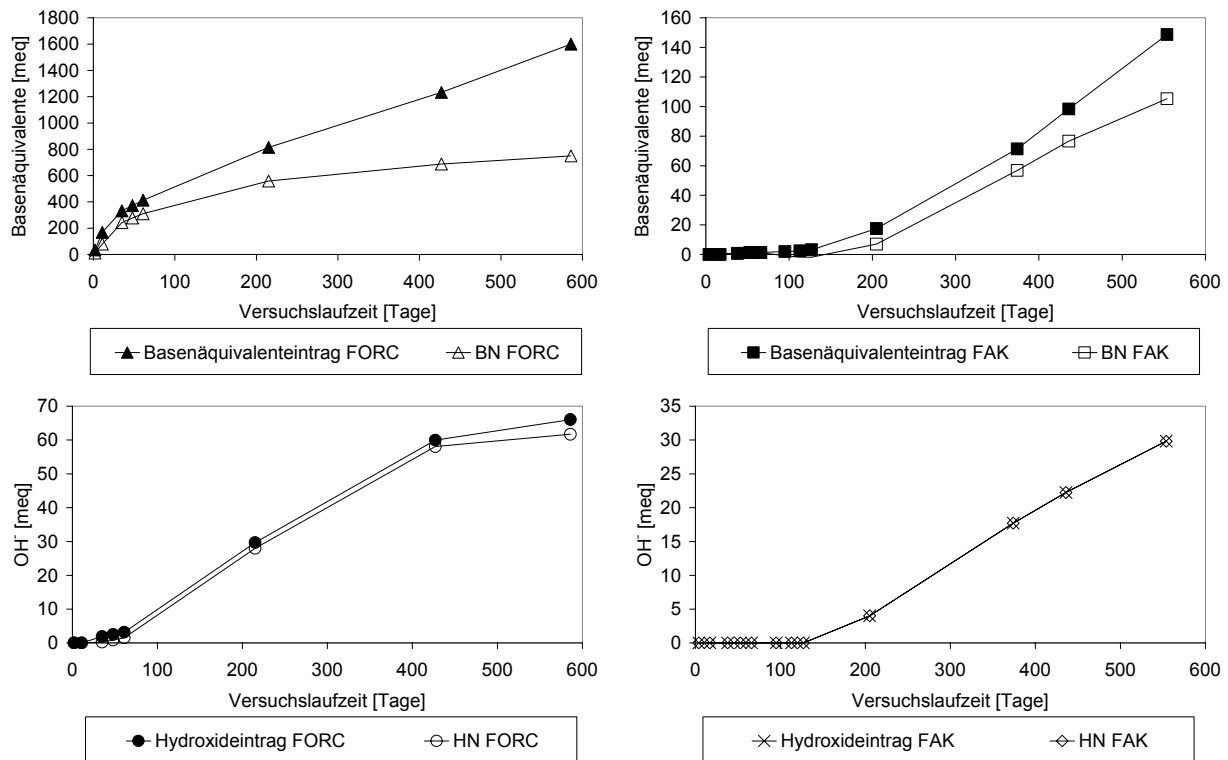 Basenäquivalente [meq]
1800
1600
1400
1200
1000
800
600
400
200
0
0 100 200 300 400 500 600
Versuchslaufzeit [Tage]
Basenäquivalenteintrag FORC BN FORC
Basenäquivalente [meq]
160
140
120
100
80
60
40
20
0
0 100 200 300 400 500 600
Versuchslaufzeit [Tage]
Basenäquivalenteintrag FAK BN FAK
OH- [meq]
70
60
50
40
30
20
10
0
0 100 200 300 400 500 600
Versuchslaufzeit [Tage]
Hydroxideintrag FORC HN FORC
OH- [meq]
35
30
25
20
15
10
5
0
0 100 200 300 400 500 600
Versuchslaufzeit [Tage]
Hydroxideintrag FAK HN FAK